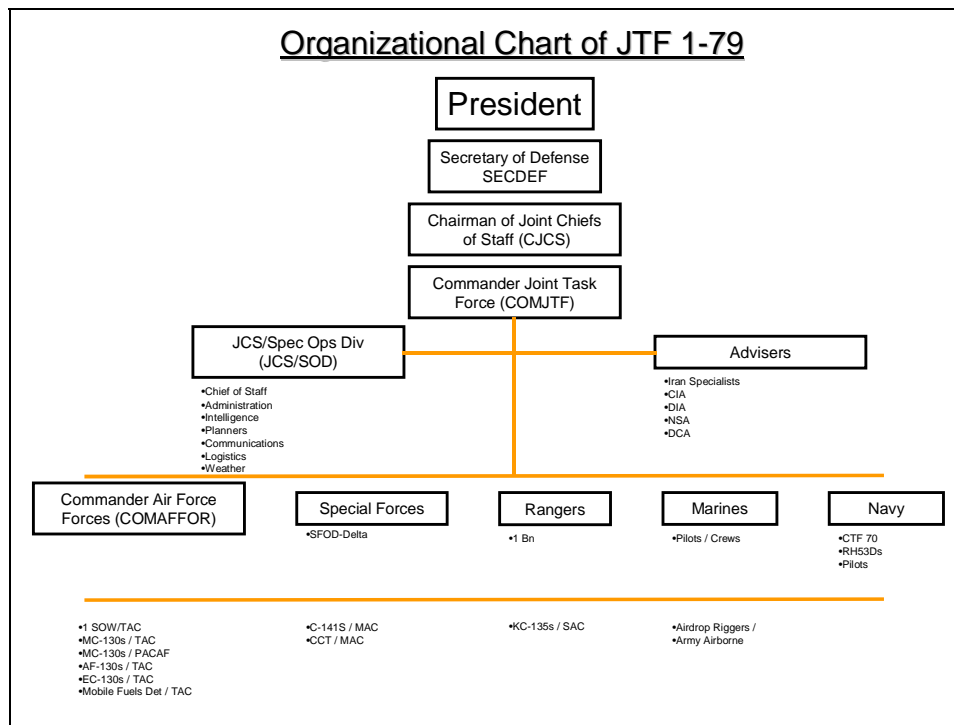 Organizational Chart of JTF 1-79
President
Secretary of Defense
SECDEF
Chairman of Joint Chiefs
of Staff (CJCS)
Commander Joint Task
Force (COMJTF)
JCS/Spec Ops Div
(JCS/SOD)
•Chief of Staff
•Administration
•Intelligence
•Planners
•Communications
•Logistics
•Weather
Advisers
•Iran Specialists
•CIA
•DIA
•NSA
•DCA
Commander Air Force
Forces (COMAFFOR)
Special Forces
•SFOD-Delta
Rangers
•1 Bn
Marines
•Pilots / Crews
Navy
•CTF 70
•RH53Ds
•Pilots
•1 SOW/TAC
•MC-130s / TAC
•MC-130s / PACAF
•AF-130s / TAC
•EC-130s / TAC
•Mobile Fuels Det / TAC
•C-141S / MAC
•CCT / MAC
•KC-135s / SAC
•Airdrop Riggers /
•Army Airborne